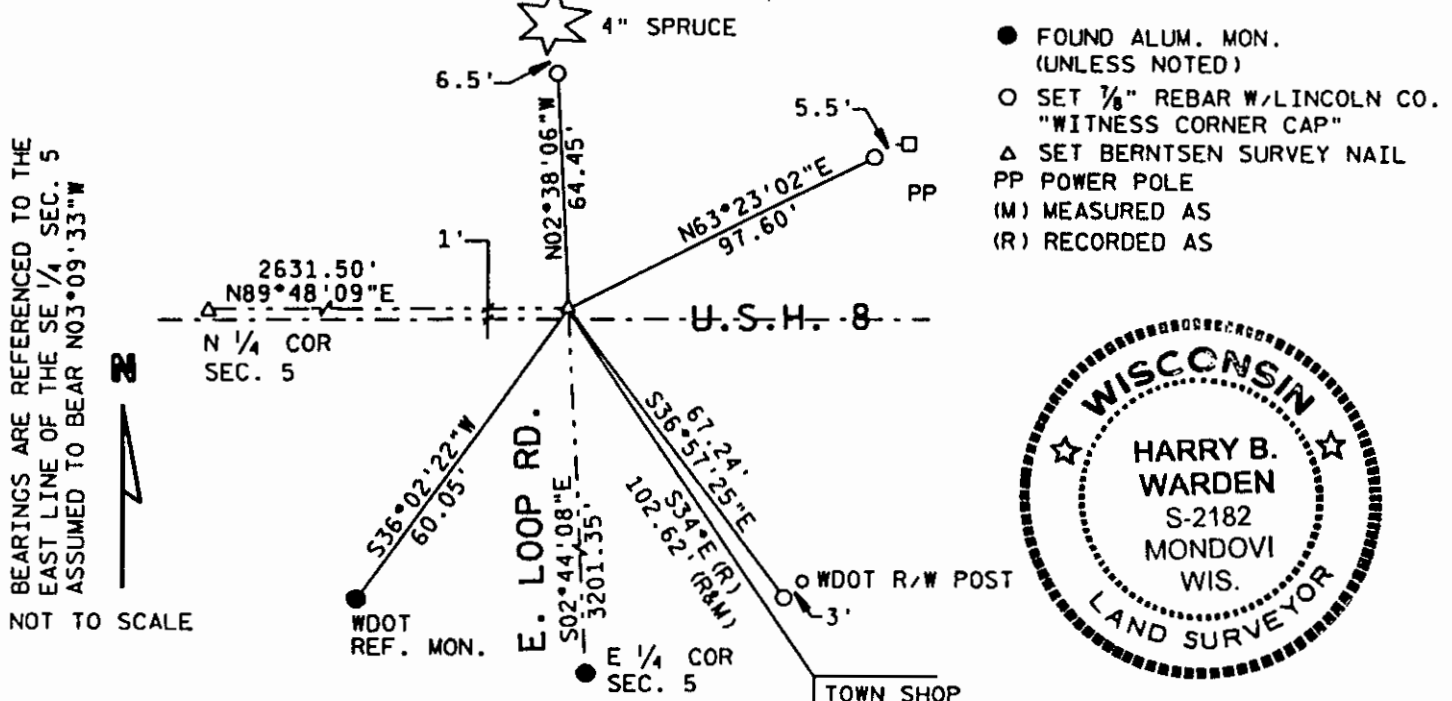 4" SPRUCE
6.5'
N02°38'06"W
64.45'
5.5'
PP
N63°23'02"E
97.60'
1'
2631.50'
N89°48'09"E
N 1/4 COR
SEC. 5
U.S.H. 8
BEARINGS ARE REFERENCED TO THE
EAST LINE OF THE SE 1/4 SEC. 5
ASSUMED TO BEAR N03°09'33"W
N
NOT TO SCALE
S36°02'22"W
60.05'
WDOT
REF. MON.
E. LOOP RD.
S02°44'08"E
3201.35'
E 1/4 COR
SEC. 5
67.24'
S36°57'25"E
S34°E (R)
102.62' (R&M)
WDOT R/W POST
3'
TOWN SHOP
FOUND ALUM. MON.
(UNLESS NOTED)
SET 7/8" REBAR W/LINCOLN CO.
"WITNESS CORNER CAP"
SET BERNTSEN SURVEY NAIL
PP POWER POLE
(M) MEASURED AS
(R) RECORDED AS
WISCONSIN
HARRY B.
WARDEN
S-2182
MONDOVI
WIS.
LAND SURVEYOR